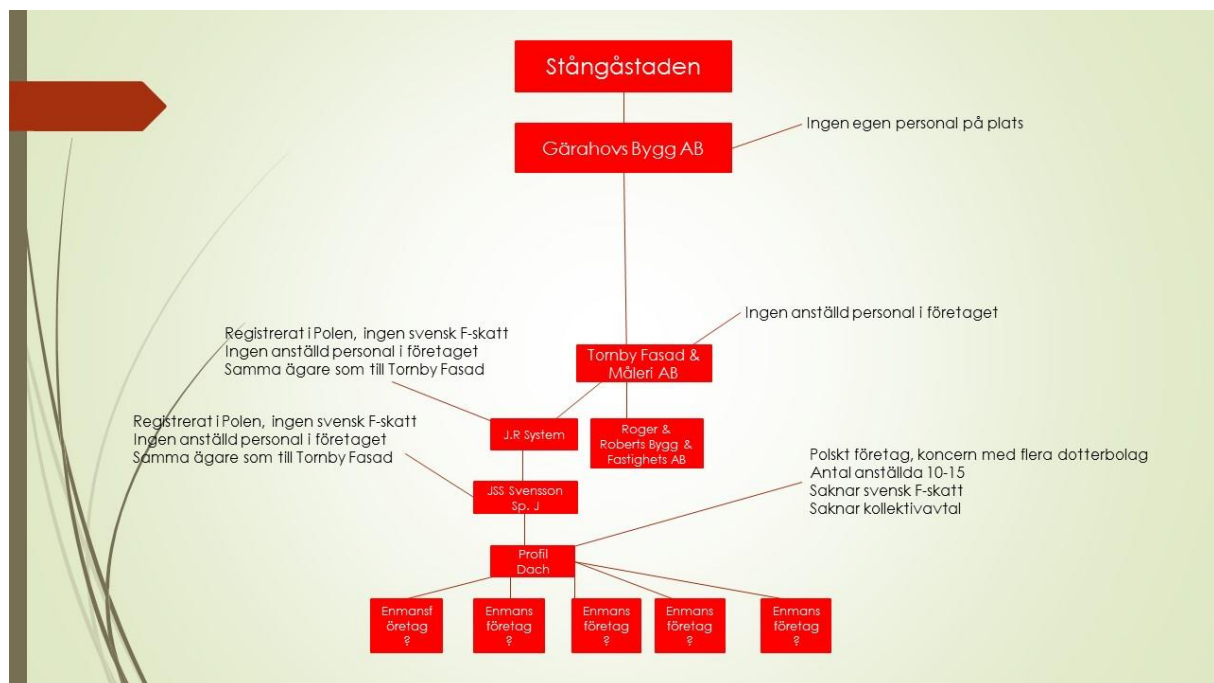 Stångåstaden
Ingen egen personal på plats
Gärahovs Bygg AB
Ingen anställd personal i företaget
Registrerat i Polen, ingen svensk F-skatt
Ingen anställd personal i företaget
Samma ägare som till Tornby Fasad
Tornby Fasad &
Måleri AB
Registrerat i Polen, ingen svensk F-skatt
Ingen anställd personal i företaget
Samma ägare som till Tornby Fasad
J.R System
Roger &
Roberts Bygg &
Fastighets AB
Polskt företag, koncern med flera dotterbolag
Antal anställda 10-15
Saknar svensk F-skatt
Saknar kollektivavtal
JSS Svensson
Sp. J
Profil
Dach
Enmansf
öretag
?
Enmans
företag
?
Enmans
företag
?
Enmans
företag
?
Enmans
företag
?